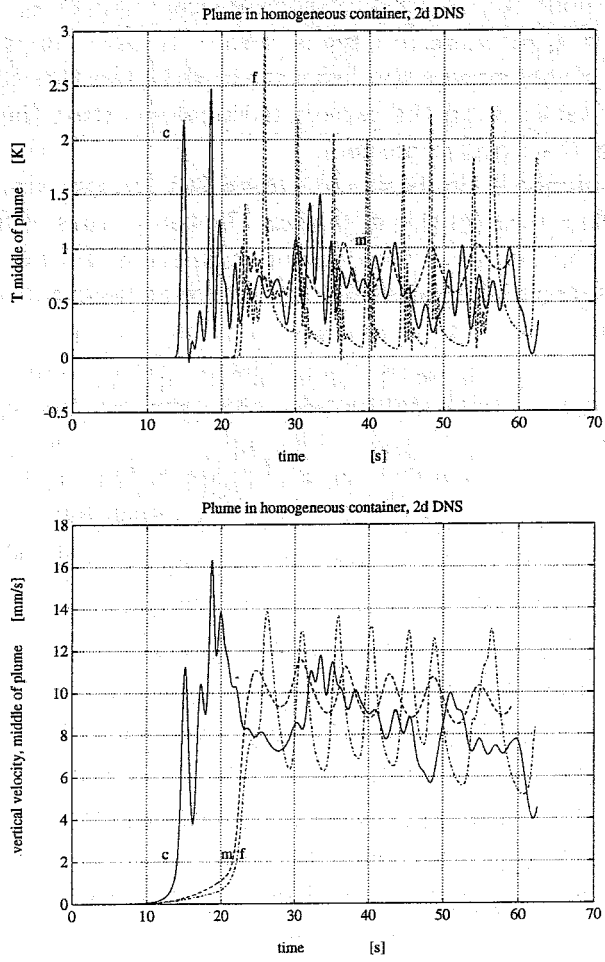 Plume in homogeneous container, 2d DNS
T middle of plume [K]
3
2.5
2
1.5
1
0.5
0
-0.5
f
c
m
0 10 20 30 40 50 60 70
time [s]
Plume in homogeneous container, 2d DNS
vertical velocity, middle of plume [mm/s]
18
16
14
12
10
8
6
4
2
0
c
m f
0 10 20 30 40 50 60 70
time [s]